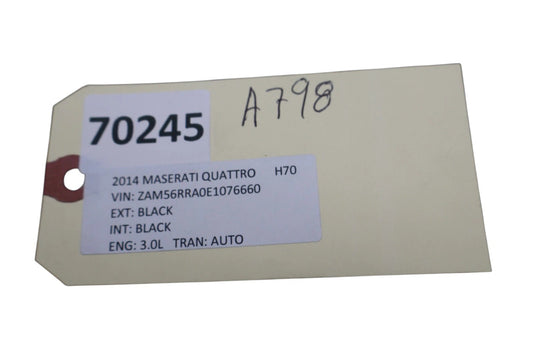 A798
70245
2014 MASERATI QUATTRO H70
VIN: ZAM56RRA0E1076660
EXT: BLACK
INT: BLACK
ENG: 3.0L TRAN: AUTO